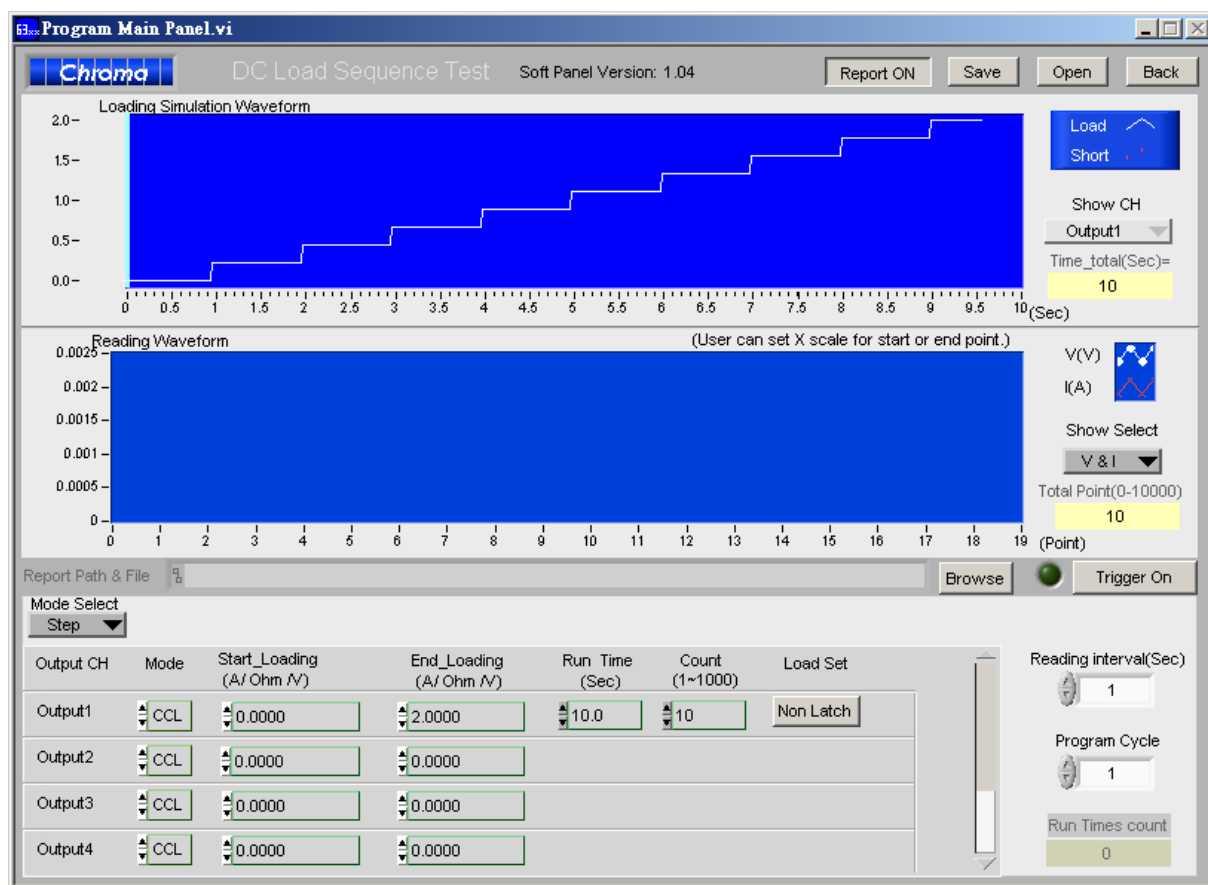 63xx Program Main Panel.vi
Chroma DC Load Sequence Test Soft Panel Version: 1.04 Report ON Save Open Back
Loading Simulation Waveform
2.0
1.5
1.0
0.5
0.0
0 0.5 1 1.5 2 2.5 3 3.5 4 4.5 5 5.5 6 6.5 7 7.5 8 8.5 9 9.5 10 (Sec)
Load
Short
Show CH
Output1
Time_total(Sec)=
10
Reading Waveform (User can set X scale for start or end point.)
0.0025
0.002
0.0015
0.001
0.0005
0
0 1 2 3 4 5 6 7 8 9 10 11 12 13 14 15 16 17 18 19 (Point)
V(V)
I(A)
Show Select
V & I
Total Point(0-10000)
10
Report Path & File Browse Trigger On
Mode Select
Step
Output CH Mode Start_Loading (A/ Ohm /V) End_Loading (A/ Ohm /V) Run Time (Sec) Count (1~1000) Load Set
Output1 CCL 0.0000 2.0000 10.0 10 Non Latch
Output2 CCL 0.0000 0.0000
Output3 CCL 0.0000 0.0000
Output4 CCL 0.0000 0.0000
Reading interval(Sec)
1
Program Cycle
1
Run Times count
0